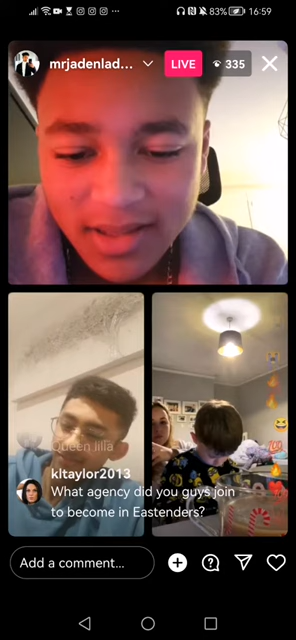 83% 16:59
mrjadenlad...
LIVE
335
Queen lilla
kltaylor2013
What agency did you guys join
to become in Eastenders?
Add a comment...